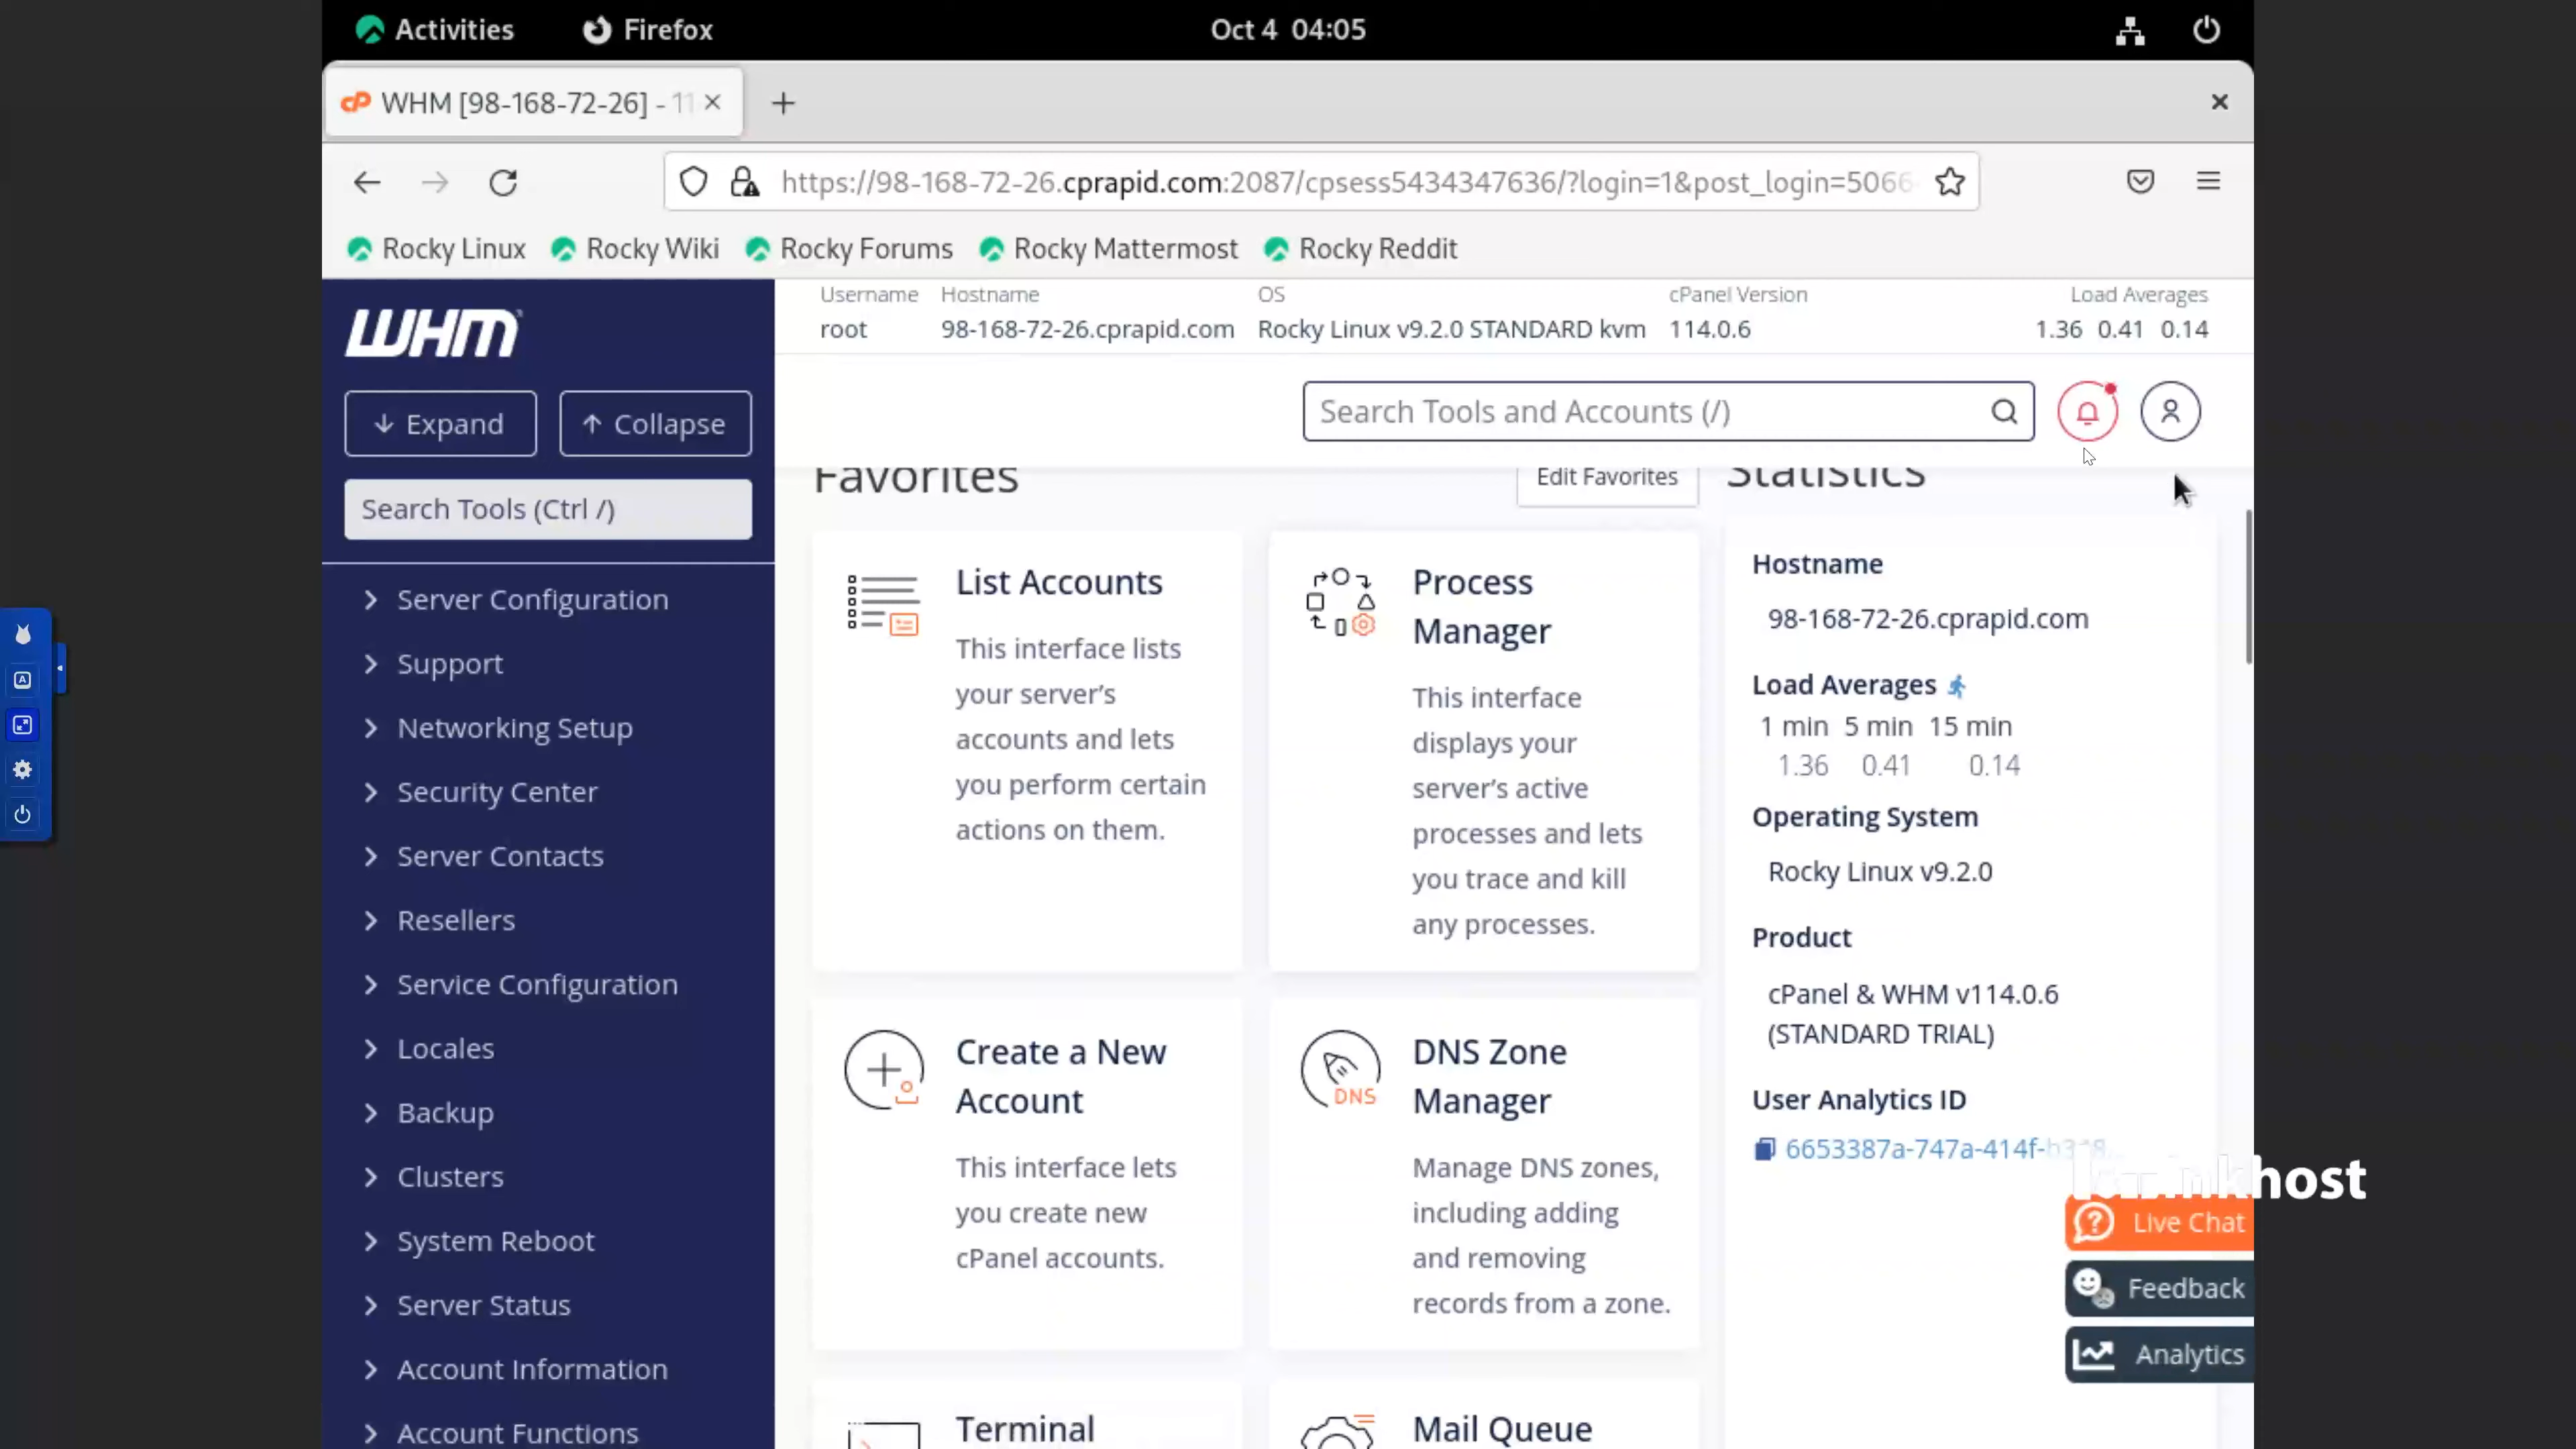 Activities
Firefox
Oct 4 04:05
WHM [98-168-72-26] - 11
https://98-168-72-26.cprapid.com:2087/cpsess5434347636/?login=1&post_login=5066
Rocky Linux
Rocky Wiki
Rocky Forums
Rocky Mattermost
Rocky Reddit
WHM
Username
root
Hostname
98-168-72-26.cprapid.com
OS
Rocky Linux v9.2.0 STANDARD kvm
cPanel Version
114.0.6
Load Averages
1.36 0.41 0.14
Expand
Collapse
Search Tools (Ctrl /)
Search Tools and Accounts (/)
Server Configuration
Support
Networking Setup
Security Center
Server Contacts
Resellers
Service Configuration
Locales
Backup
Clusters
System Reboot
Server Status
Account Information
Account Functions
Favorites
Edit Favorites
List Accounts
This interface lists
your server's
accounts and lets
you perform certain
actions on them.
Process
Manager
This interface
displays your
server's active
processes and lets
you trace and kill
any processes.
Create a New
Account
This interface lets
you create new
cPanel accounts.
DNS
DNS Zone
Manager
Manage DNS zones,
including adding
and removing
records from a zone.
Terminal
Mail Queue
Statistics
Hostname
98-168-72-26.cprapid.com
Load Averages
1 min 5 min 15 min
1.36 0.41 0.14
Operating System
Rocky Linux v9.2.0
Product
cPanel & WHM v114.0.6
(STANDARD TRIAL)
User Analytics ID
6653387a-747a-414f-
Live Chat
Feedback
Analytics